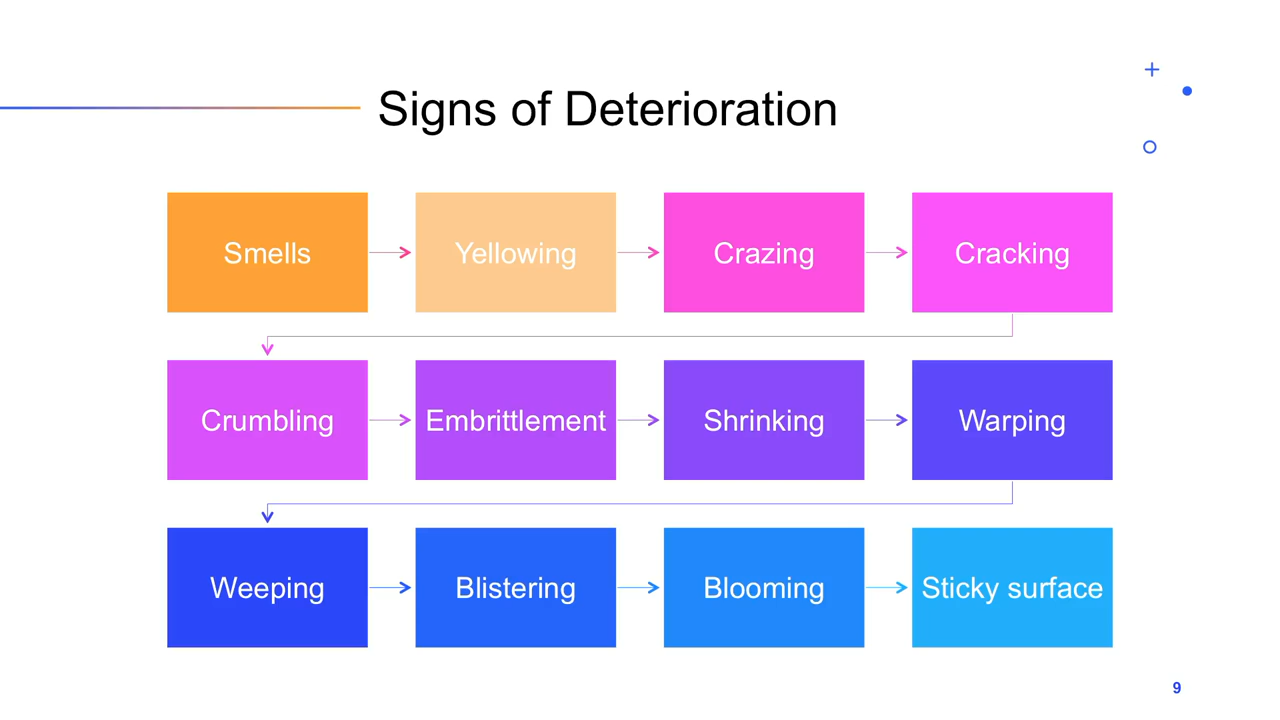 Signs of Deterioration
Smells
Yellowing
Crazing
Cracking
Crumbling
Embrittlement
Shrinking
Warping
Weeping
Blistering
Blooming
Sticky surface
9